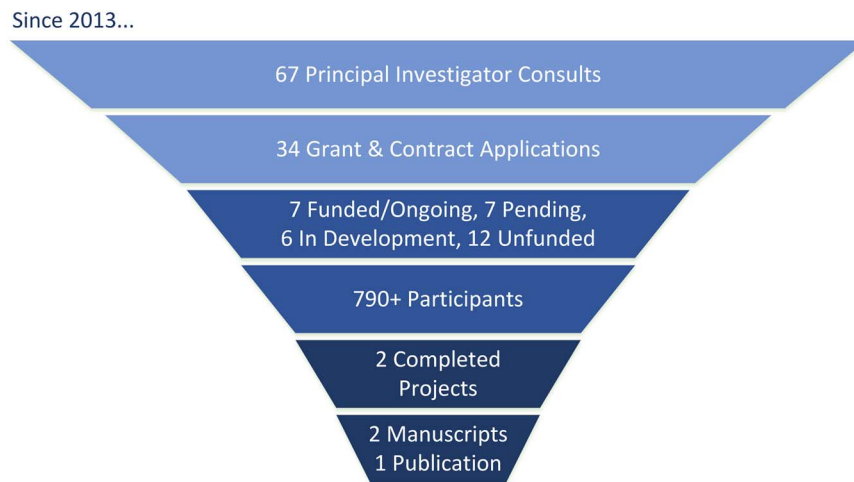 Since 2013...
67 Principal Investigator Consults
34 Grant & Contract Applications
7 Funded/Ongoing, 7 Pending,
6 In Development, 12 Unfunded
790+ Participants
2 Completed
Projects
2 Manuscripts
1 Publication